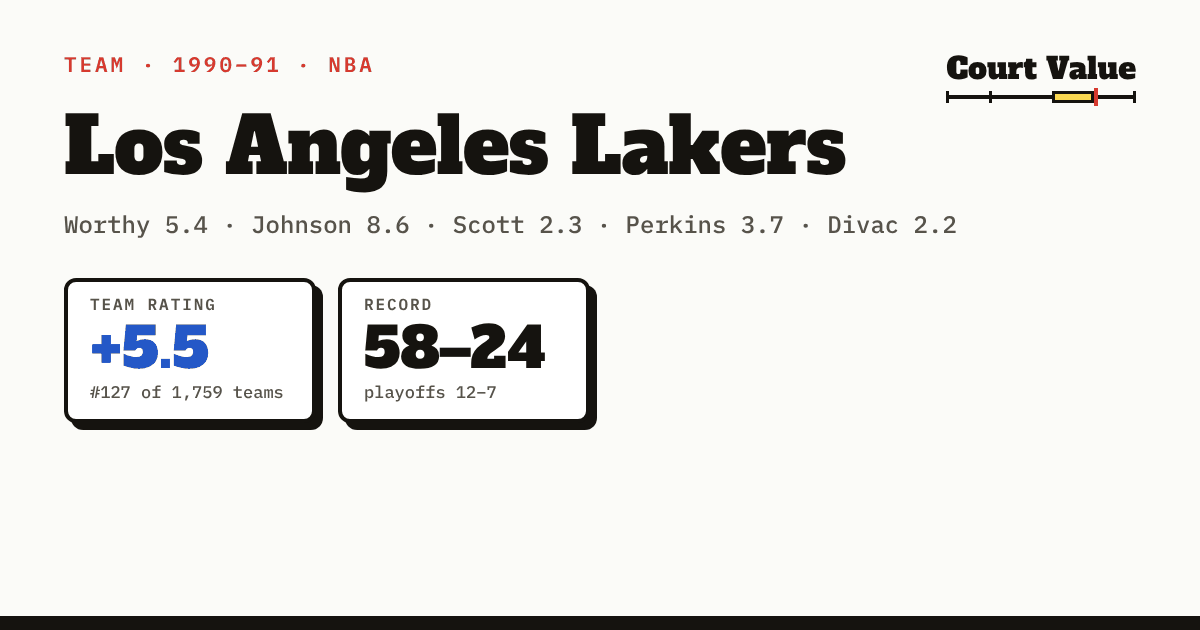 TEAM · 1990–91 · NBA
Court Value
Los Angeles Lakers
Worthy 5.4 · Johnson 8.6 · Scott 2.3 · Perkins 3.7 · Divac 2.2
TEAM RATING
+5.5
#127 of 1,759 teams
RECORD
58–24
playoffs 12–7